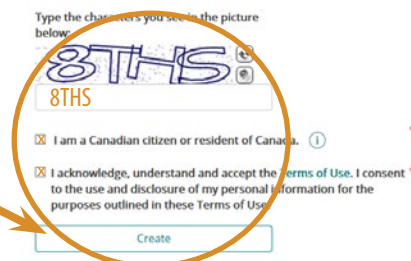 Type the characters you see in the picture
below:
8THS
8THS
I am a Canadian citizen or resident of Canada.
I acknowledge, understand and accept the Terms of Use. I consent
to the use and disclosure of my personal information for the
purposes outlined in these Terms of Use.
Create